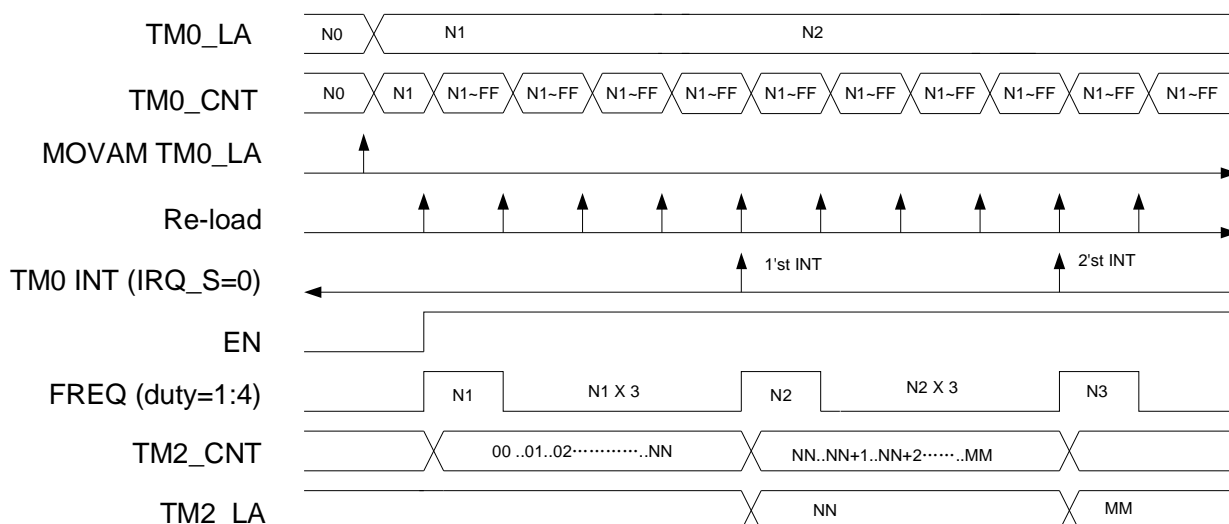 TM0_LA N0 N1 N2
TM0_CNT N0 N1 N1~FF N1~FF N1~FF N1~FF N1~FF N1~FF N1~FF N1~FF N1~FF N1~FF
MOVAM TM0_LA
Re-load
TM0 INT (IRQ_S=0) 1'st INT 2'st INT
EN
FREQ (duty=1:4) N1 N1 X 3 N2 N2 X 3 N3
TM2_CNT 00 ..01..02············..NN NN..NN+1..NN+2······..MM
TM2_LA NN MM